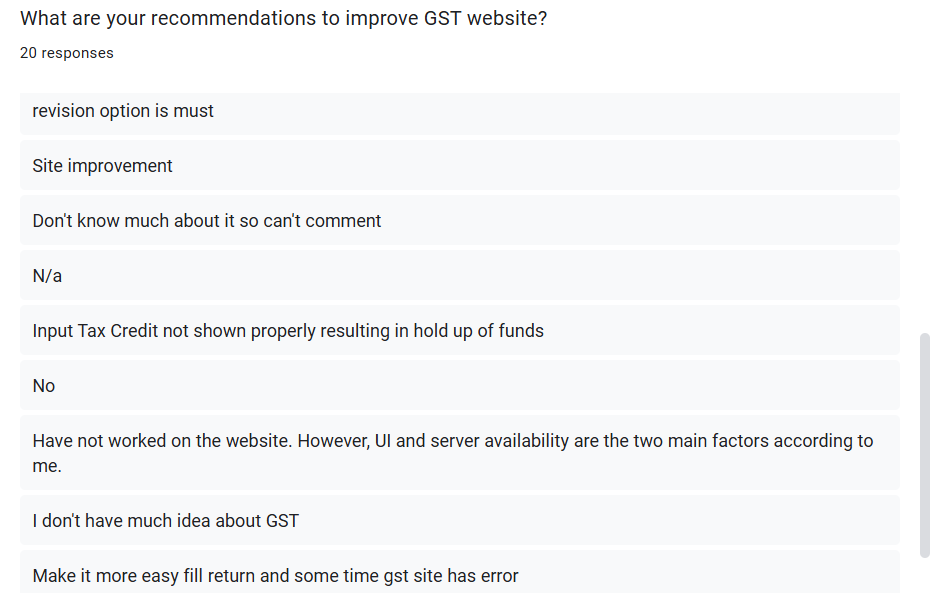 What are your recommendations to improve GST website?
20 responses
revision option is must
Site improvement
Don't know much about it so can't comment
N/a
Input Tax Credit not shown properly resulting in hold up of funds
No
Have not worked on the website. However, UI and server availability are the two main factors according to
me.
I don't have much idea about GST
Make it more easy fill return and some time gst site has error